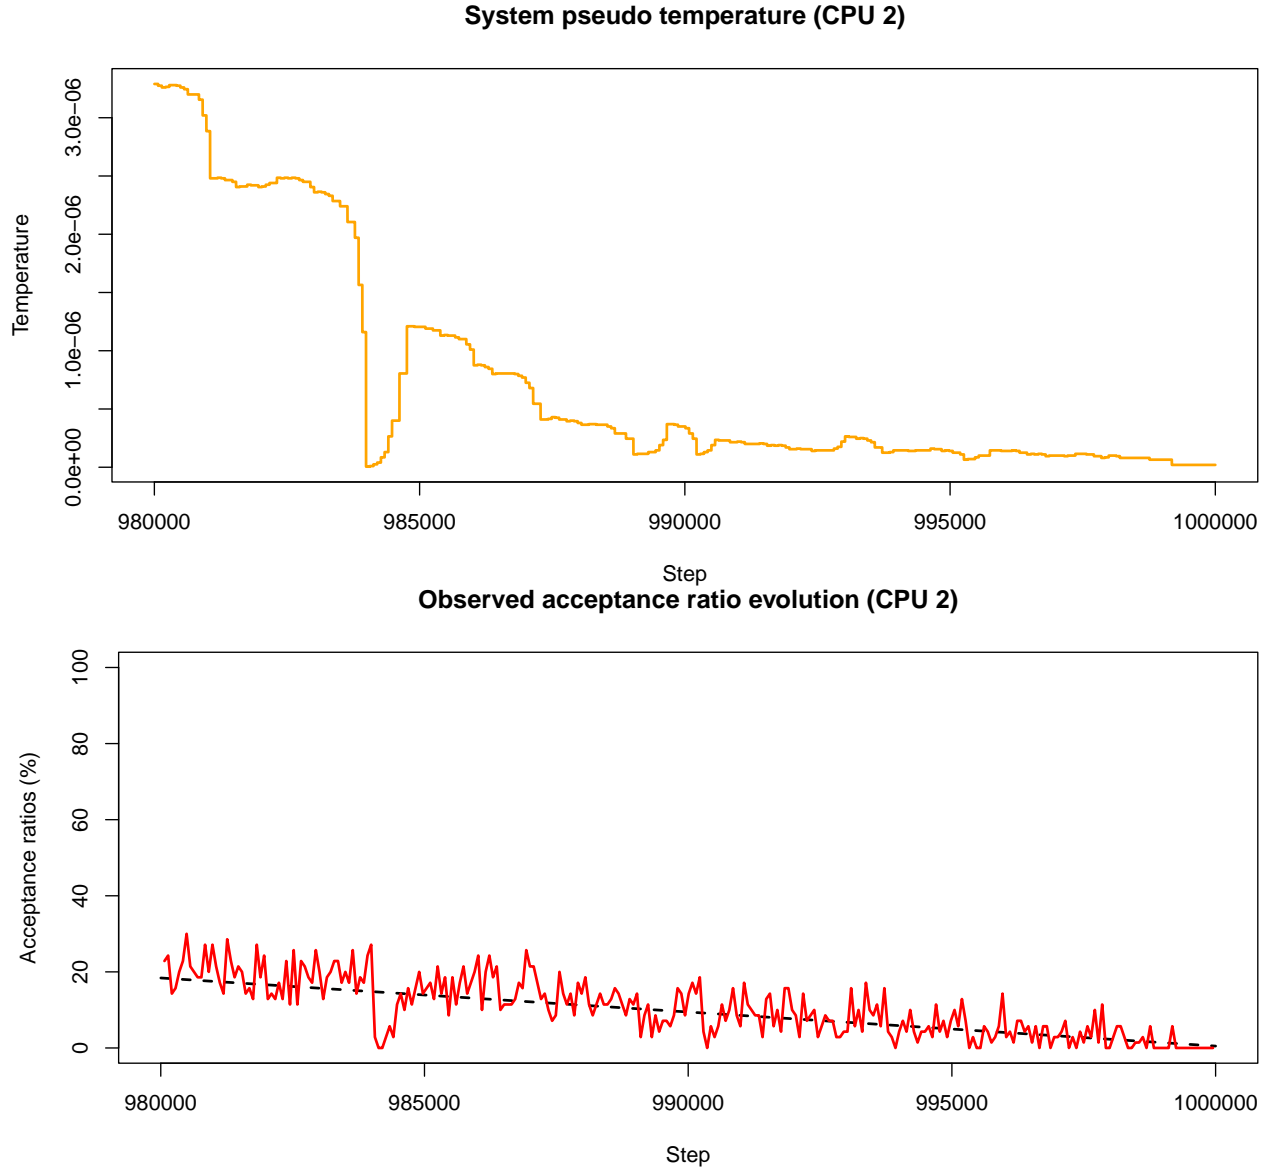 System pseudo temperature (CPU 2)
Temperature
3.0e−06
2.0e−06
1.0e−06
0.0e+00
980000 985000 990000 995000 1000000
Step
Observed acceptance ratio evolution (CPU 2)
Acceptance ratios (%)
100
80
60
40
20
0
980000 985000 990000 995000 1000000
Step